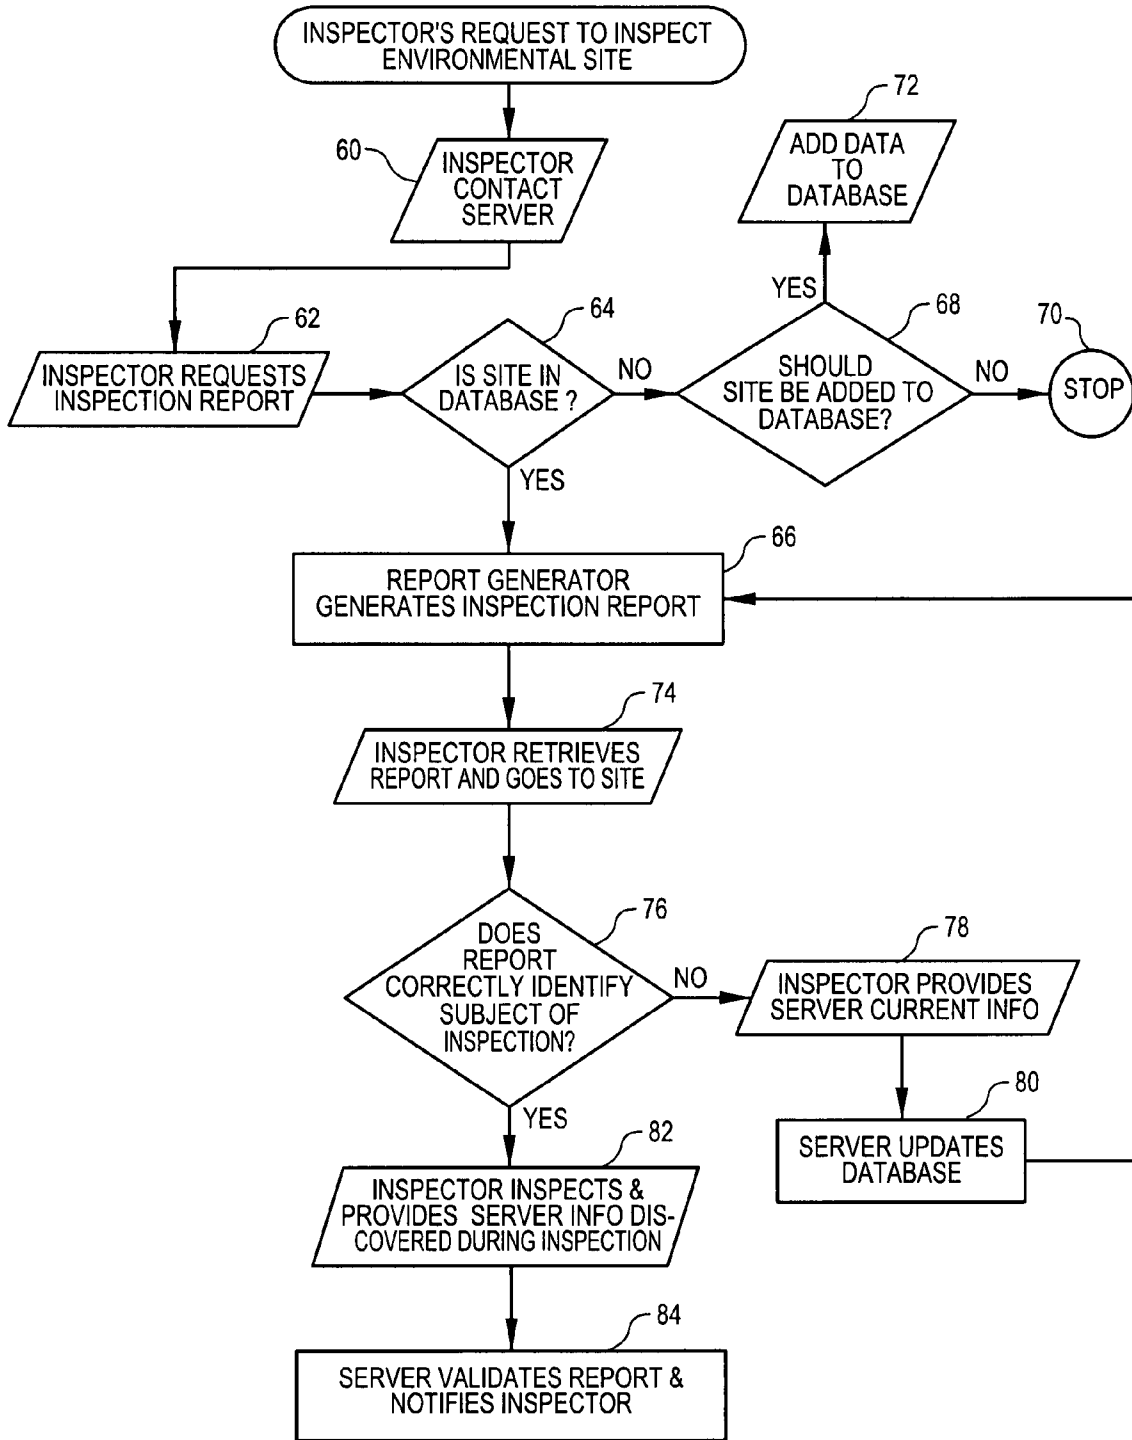 INSPECTOR'S REQUEST TO INSPECT
ENVIRONMENTAL SITE
72
ADD DATA
TO
DATABASE
60
INSPECTOR
CONTACT
SERVER
YES
62
64
68
70
INSPECTOR REQUESTS
INSPECTION REPORT
IS SITE IN
DATABASE ?
NO
SHOULD
SITE BE ADDED TO
DATABASE?
NO
STOP
YES
66
REPORT GENERATOR
GENERATES INSPECTION REPORT
74
INSPECTOR RETRIEVES
REPORT AND GOES TO SITE
76
DOES
REPORT
CORRECTLY IDENTIFY
SUBJECT OF
INSPECTION?
NO
78
INSPECTOR PROVIDES
SERVER CURRENT INFO
YES
80
SERVER UPDATES
DATABASE
82
INSPECTOR INSPECTS &
PROVIDES SERVER INFO DIS-
COVERED DURING INSPECTION
84
SERVER VALIDATES REPORT &
NOTIFIES INSPECTOR